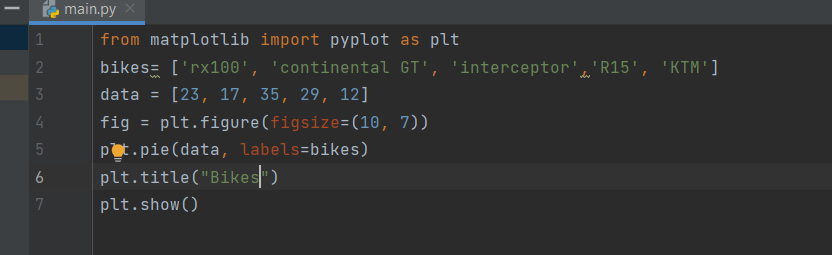 main.py
1 from matplotlib import pyplot as plt
2 bikes= ['rx100', 'continental GT', 'interceptor','R15', 'KTM']
3 data = [23, 17, 35, 29, 12]
4 fig = plt.figure(figsize=(10, 7))
5 plt.pie(data, labels=bikes)
6 plt.title("Bikes")
7 plt.show()